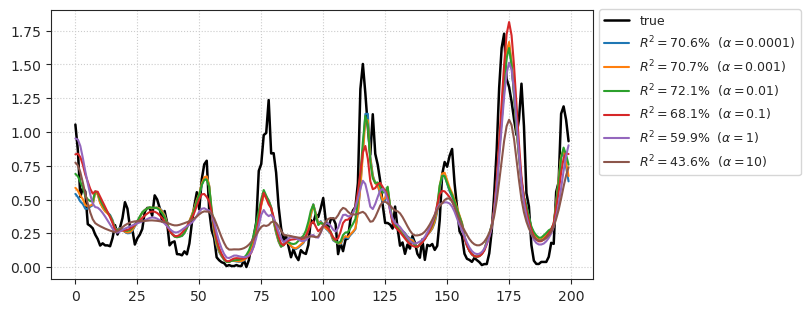 true
R² = 70.6% (α = 0.0001)
R² = 70.7% (α = 0.001)
R² = 72.1% (α = 0.01)
R² = 68.1% (α = 0.1)
R² = 59.9% (α = 1)
R² = 43.6% (α = 10)
1.75
1.50
1.25
1.00
0.75
0.50
0.25
0.00
0 25 50 75 100 125 150 175 200